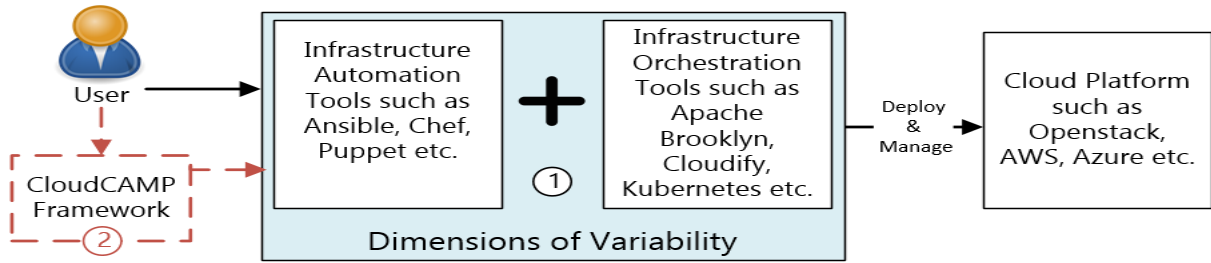 User
CloudCAMP
Framework
2
Infrastructure
Automation
Tools such as
Ansible, Chef,
Puppet etc.
1
Infrastructure
Orchestration
Tools such as
Apache
Brooklyn,
Cloudify,
Kubernetes etc.
Dimensions of Variability
Deploy
&
Manage
Cloud Platform
such as
Openstack,
AWS, Azure etc.